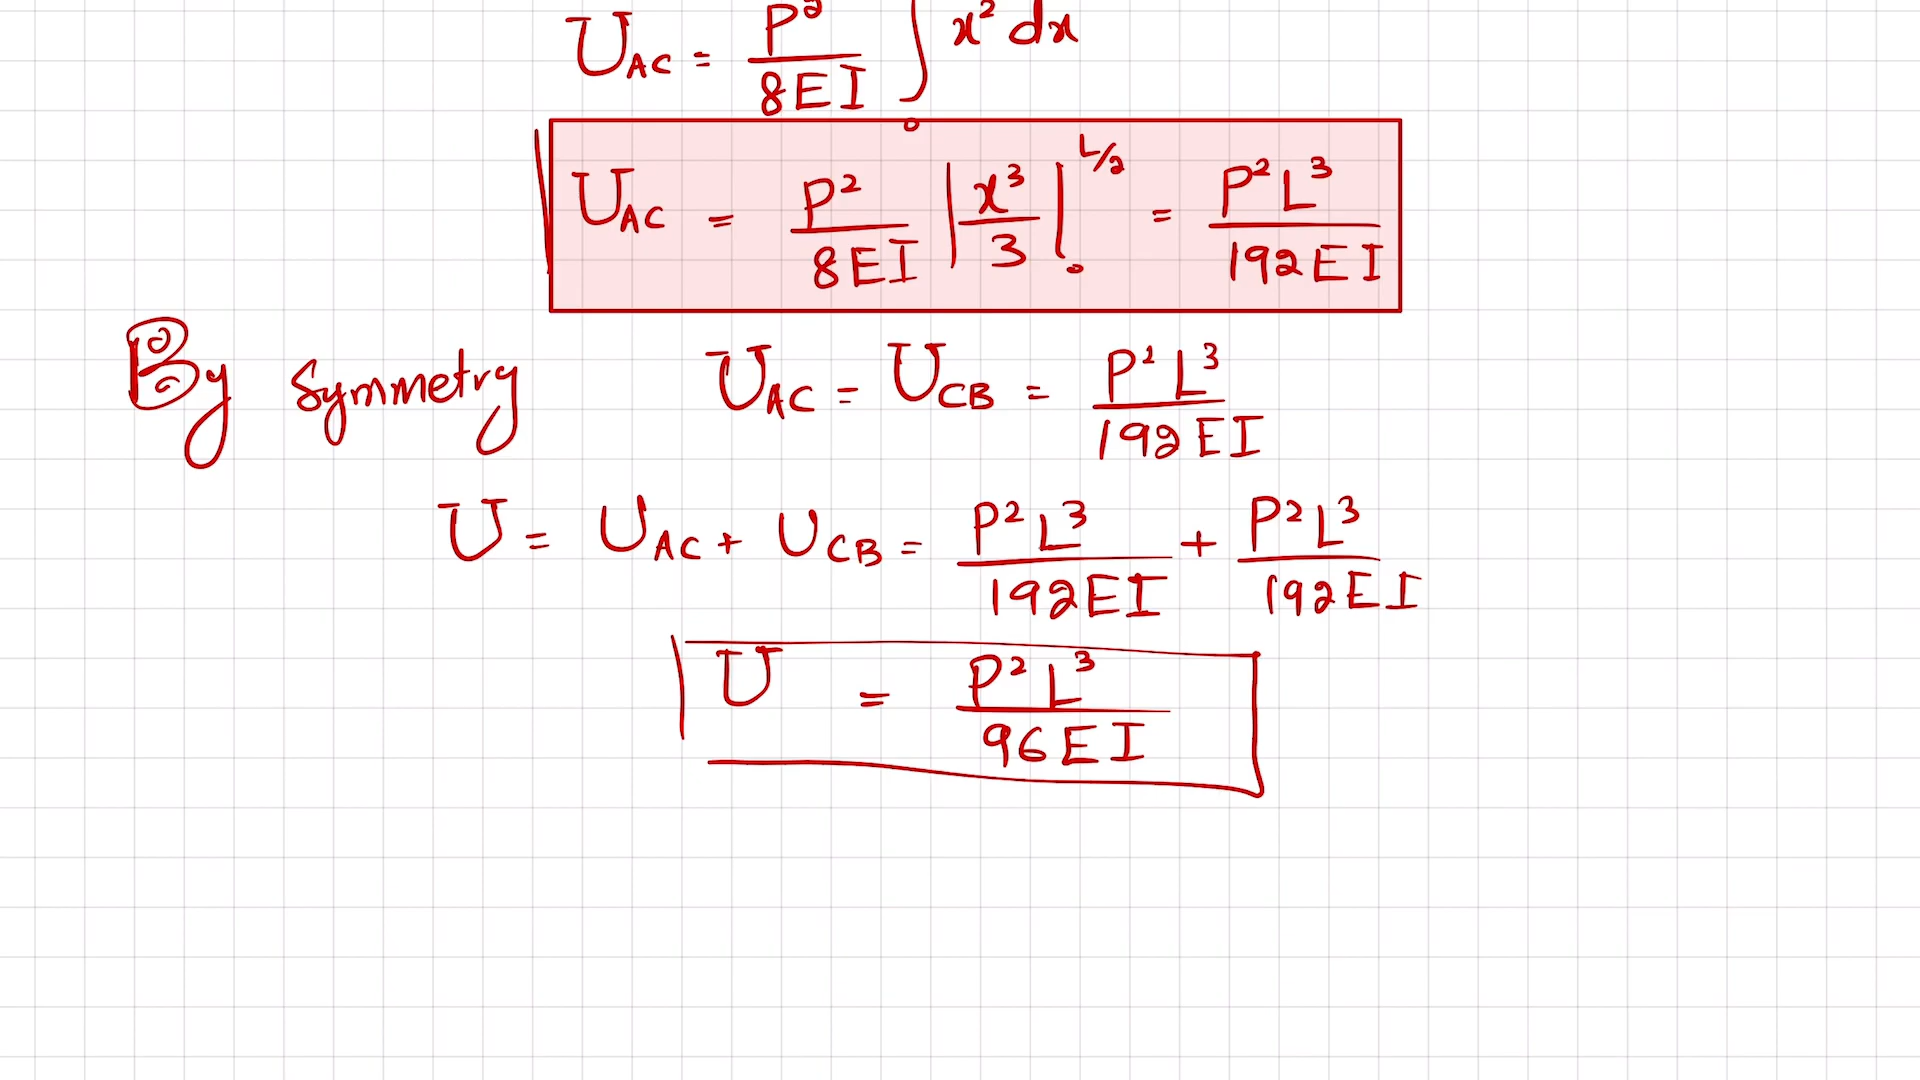 U_AC = P²/8EI ∫₀ x² dx
U_AC = P²/8EI |x³/3|₀^L/2 = P²L³/192EI
By Symmetry U_AC = U_CB = P²L³/192EI
U = U_AC + U_CB = P²L³/192EI + P²L³/192EI
U = P²L³/96EI